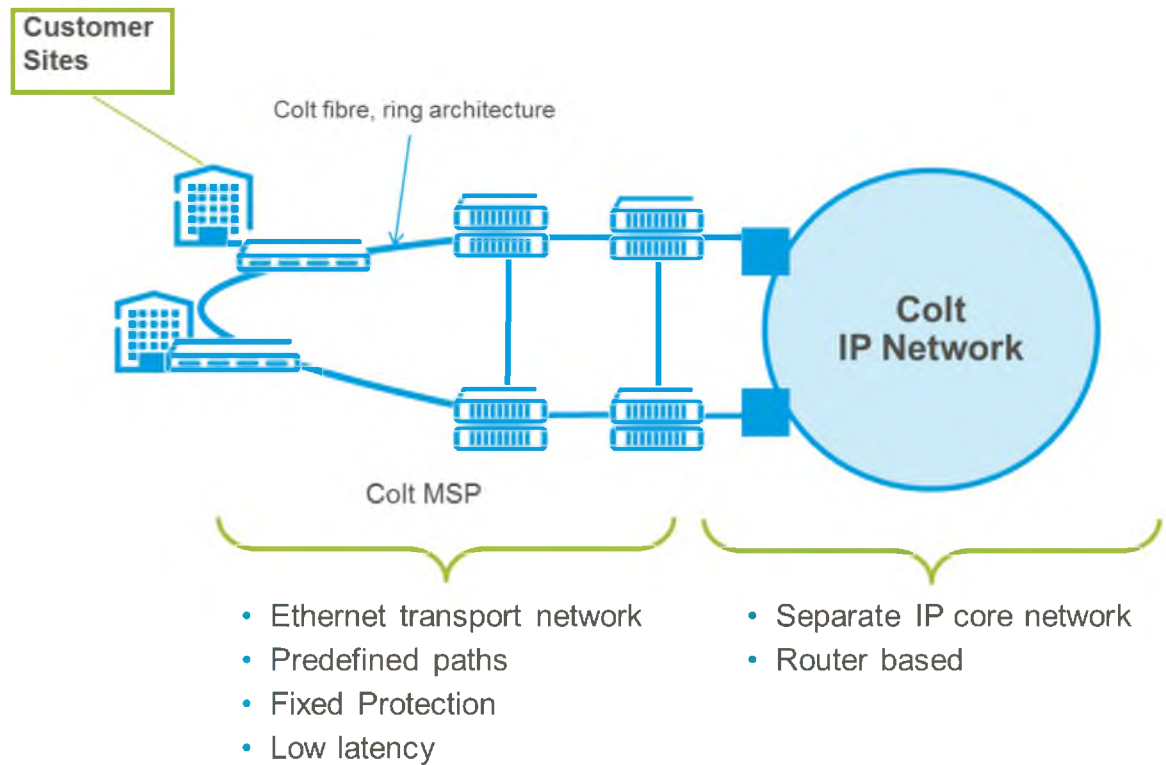 Customer
Sites
Colt fibre, ring architecture
Colt
IP Network
Colt MSP
• Ethernet transport network
• Predefined paths
• Fixed Protection
• Low latency
• Separate IP core network
• Router based